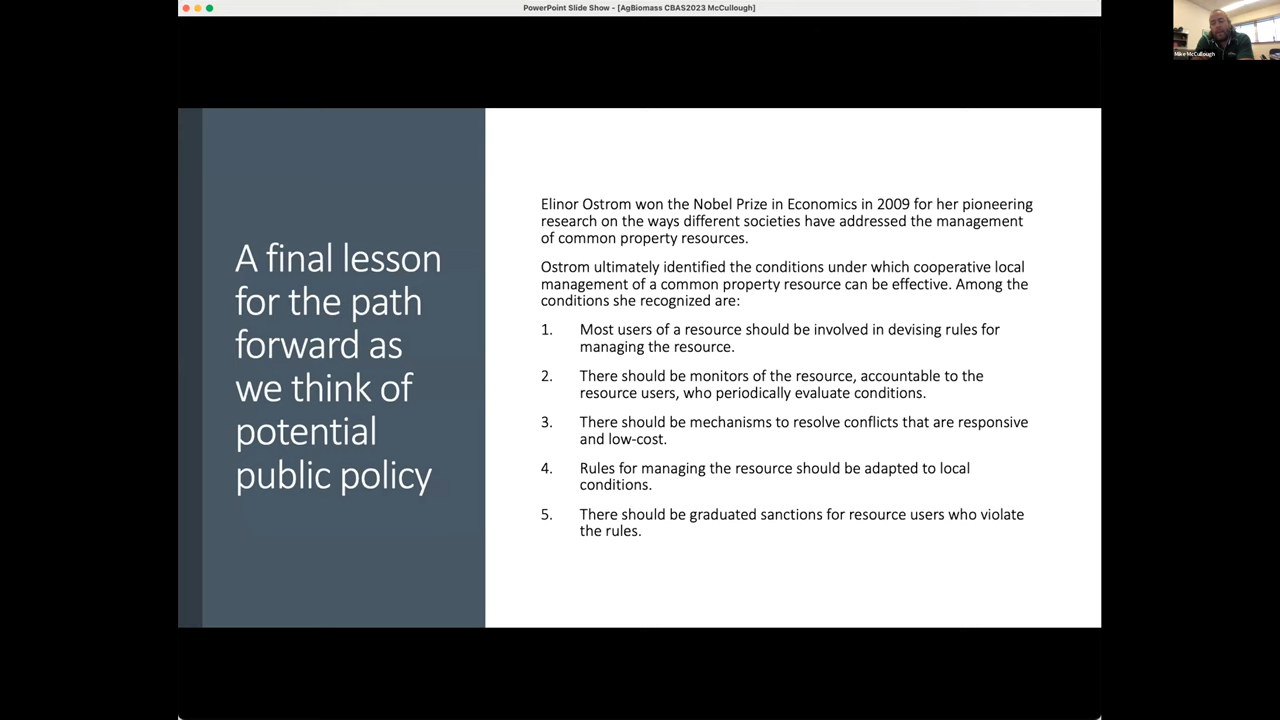 PowerPoint Slide Show - [AgBiomass CBAS2023 McCullough]
Mike McCullough
A final lesson
for the path
forward as
we think of
potential
public policy
Elinor Ostrom won the Nobel Prize in Economics in 2009 for her pioneering
research on the ways different societies have addressed the management
of common property resources.
Ostrom ultimately identified the conditions under which cooperative local
management of a common property resource can be effective. Among the
conditions she recognized are:
1. Most users of a resource should be involved in devising rules for
managing the resource.
2. There should be monitors of the resource, accountable to the
resource users, who periodically evaluate conditions.
3. There should be mechanisms to resolve conflicts that are responsive
and low-cost.
4. Rules for managing the resource should be adapted to local
conditions.
5. There should be graduated sanctions for resource users who violate
the rules.